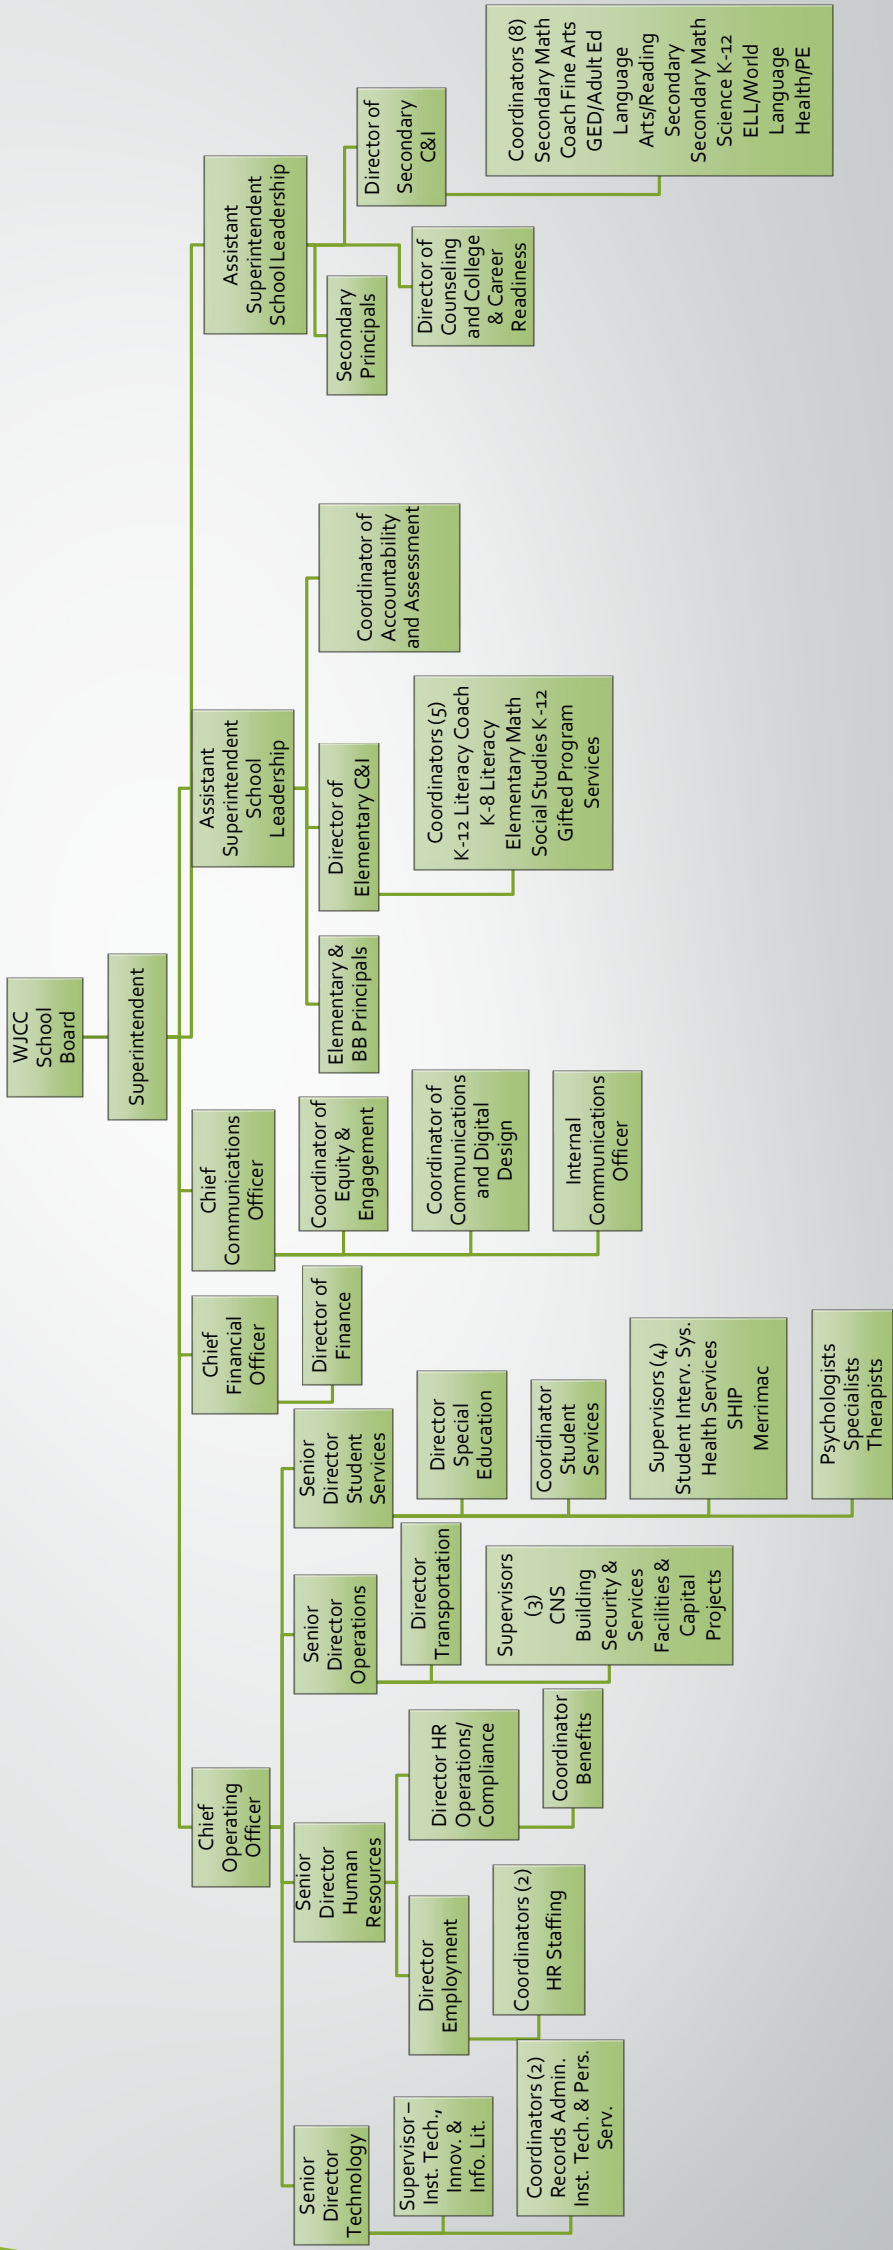 WJCC
School
Board
Superintendent
Chief
Operating
Officer
Chief
Financial
Officer
Chief
Communications
Officer
Assistant
Superintendent
School
Leadership
Assistant
Superintendent
School Leadership
Senior
Director
Technology
Supervisor –
Inst. Tech.,
Innov. &
Info. Lit.
Coordinators (2)
Records Admin.
Inst. Tech. & Pers.
Serv.
Senior
Director
Human
Resources
Director
Employment
Coordinators (2)
HR Staffing
Director HR
Operations/
Compliance
Coordinator
Benefits
Senior
Director
Operations
Director
Transportation
Supervisors
(3)
CNS
Building
Security &
Services
Facilities &
Capital
Projects
Senior
Director
Student
Services
Director
Special
Education
Coordinator
Student
Services
Supervisors (4)
Student Interv. Sys.
Health Services
SHIP
Merrimac
Psychologists
Specialists
Therapists
Director of
Finance
Coordinator of
Equity &
Engagement
Coordinator of
Communications
and Digital
Design
Internal
Communications
Officer
Elementary &
BB Principals
Director of
Elementary C&I
Coordinators (5)
K-12 Literacy Coach
K-8 Literacy
Elementary Math
Social Studies K -12
Gifted Program
Services
Coordinator of
Accountability
and Assessment
Secondary
Principals
Director of
Counseling
and College
& Career
Readiness
Director of
Secondary
C&I
Coordinators (8)
Secondary Math
Coach Fine Arts
GED/Adult Ed
Language
Arts/Reading
Secondary
Secondary Math
Science K-12
ELL/World
Language
Health/PE